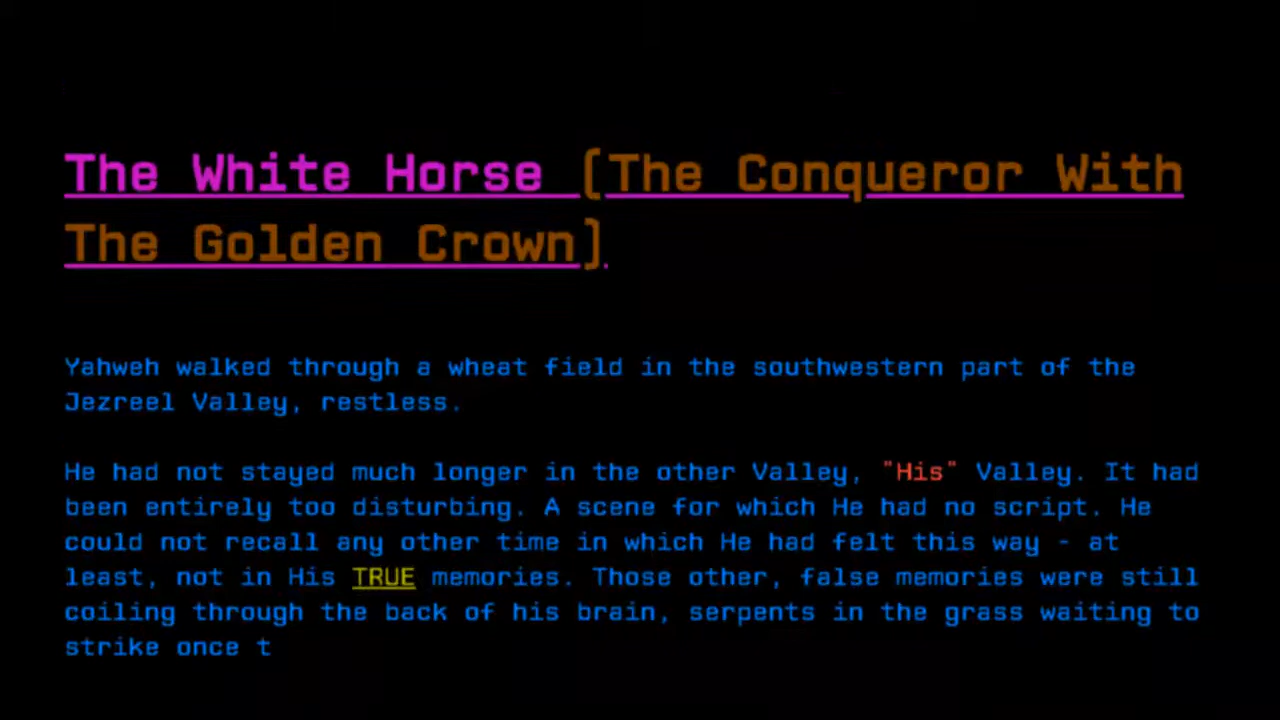 The White Horse (The Conqueror With
The Golden Crown).
Yahweh walked through a wheat field in the southwestern part of the
Jezreel Valley, restless.
He had not stayed much longer in the other Valley, "His" Valley. It had
been entirely too disturbing. A scene for which He had no script. He
could not recall any other time in which He had felt this way - at
least, not in His TRUE memories. Those other, false memories were still
coiling through the back of his brain, serpents in the grass waiting to
strike once t